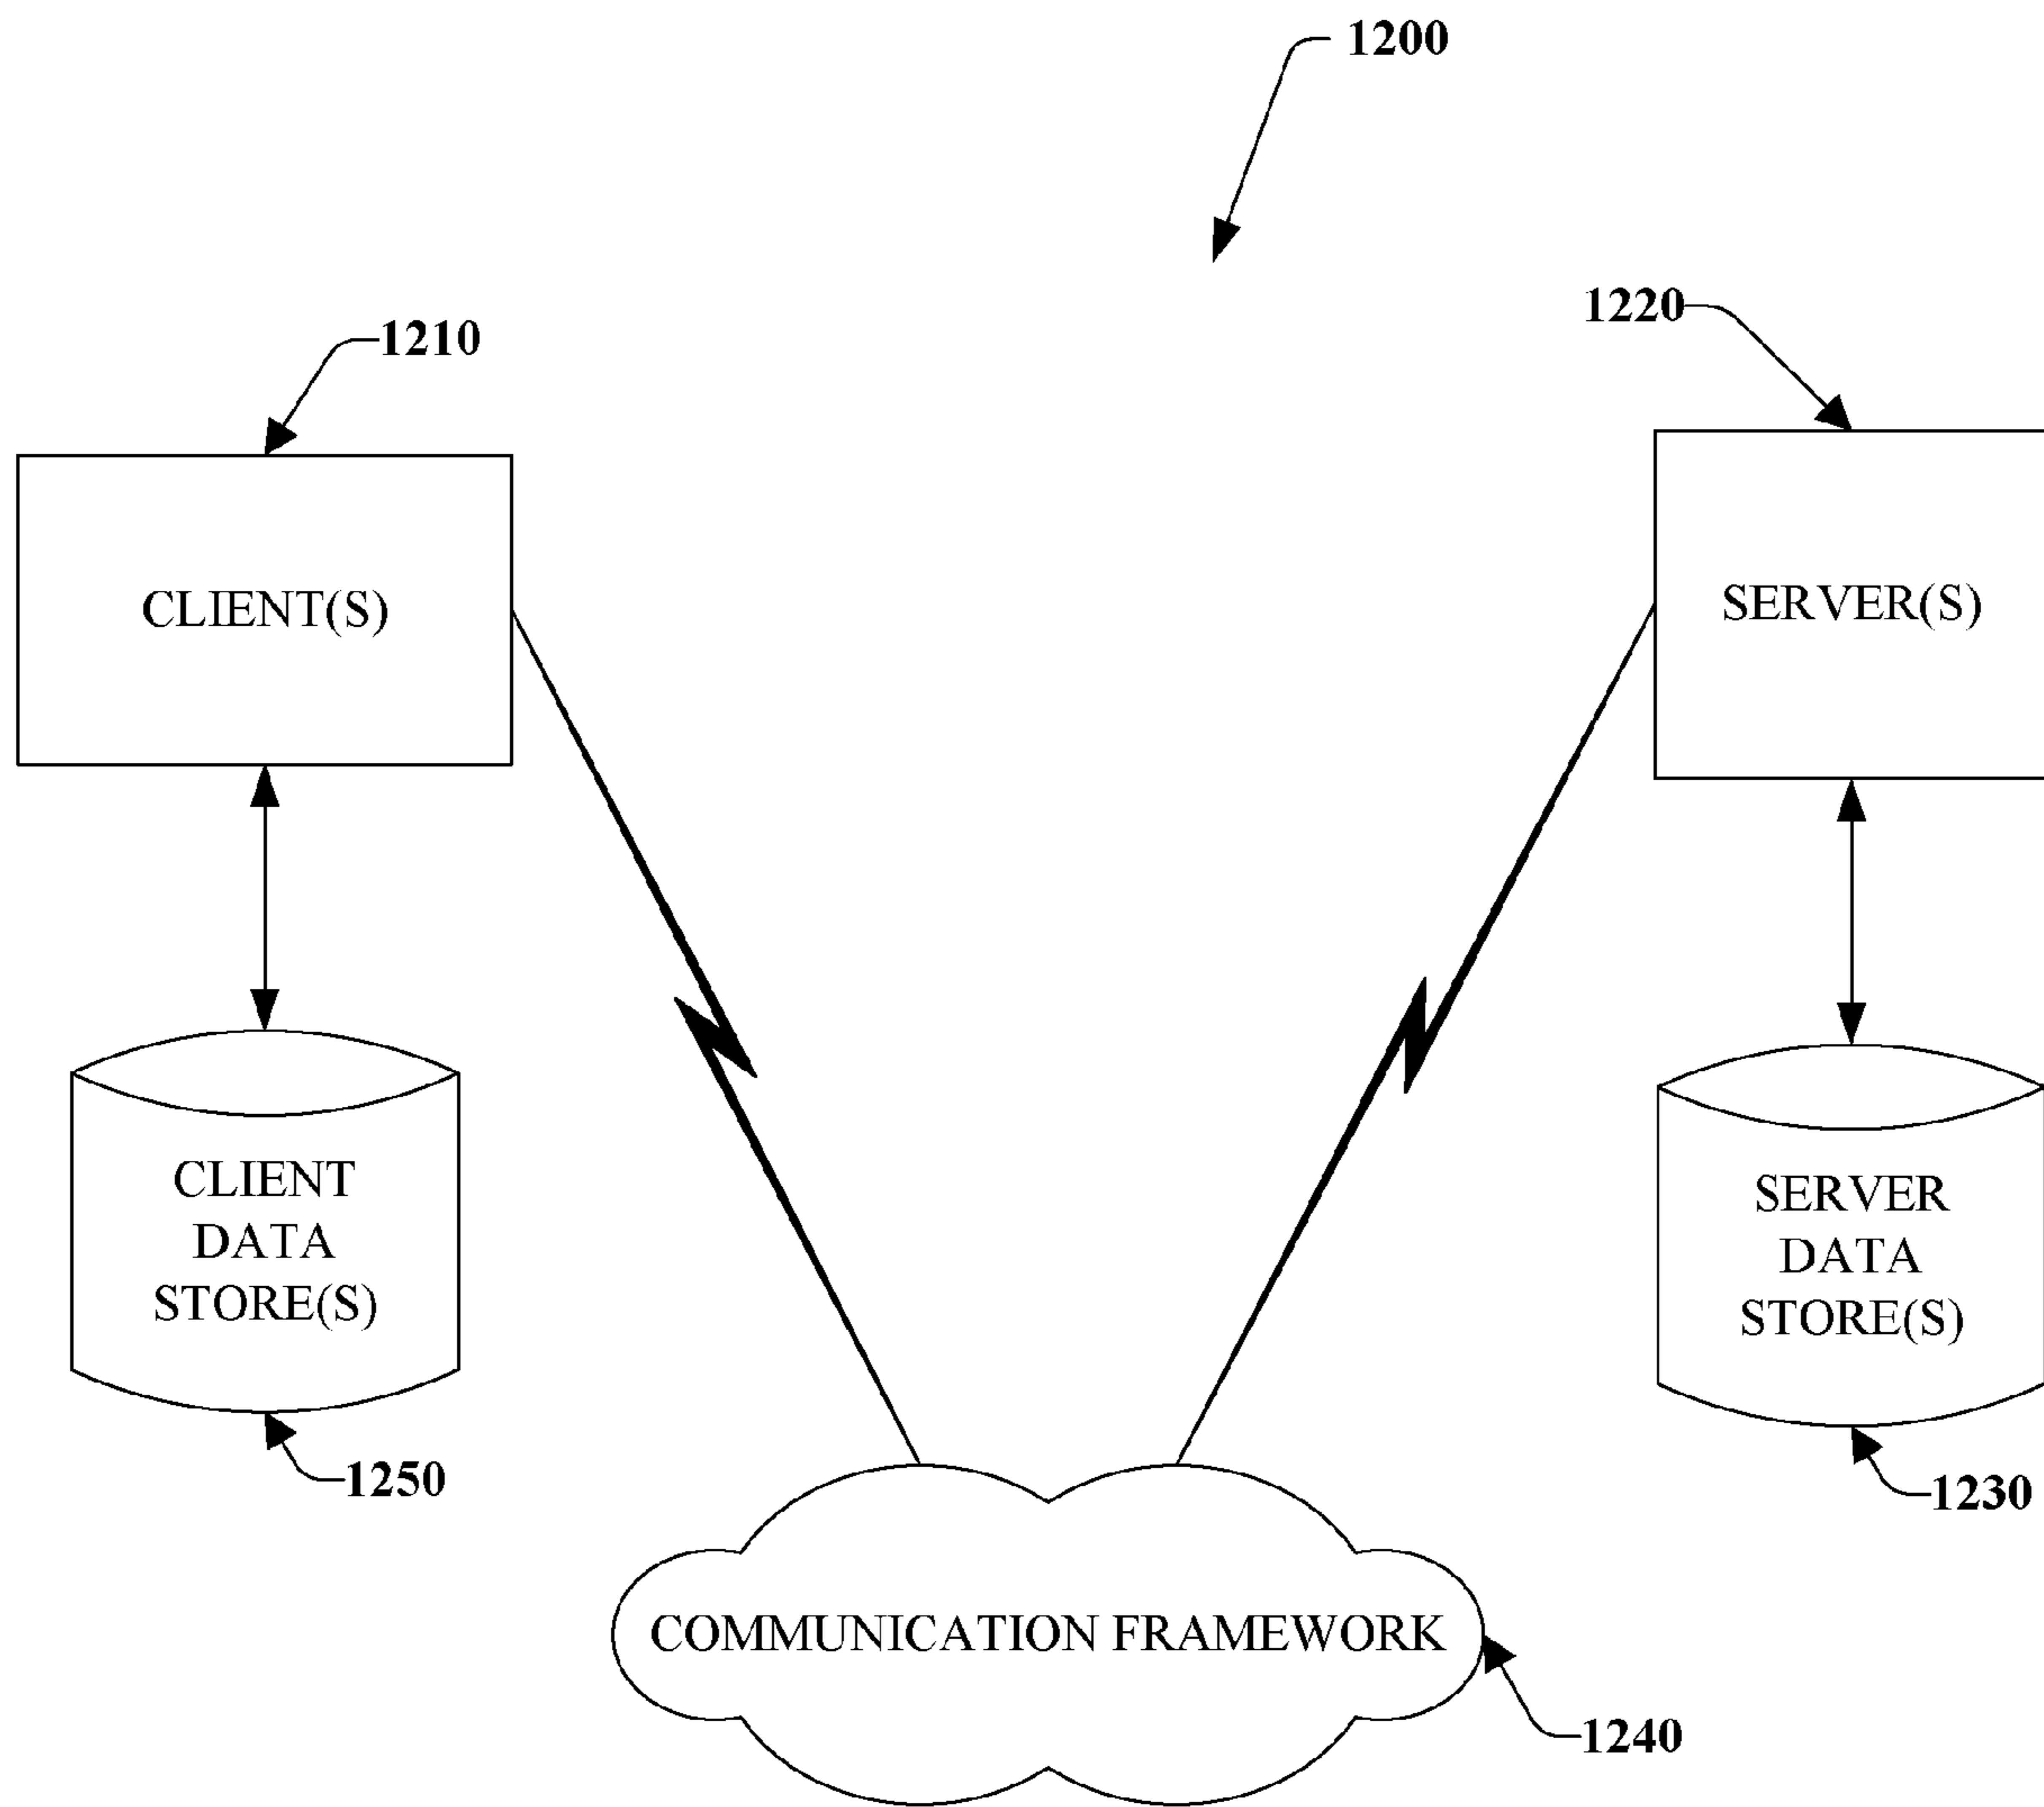 1200
1210
1220
CLIENT(S)
SERVER(S)
CLIENT
DATA
STORE(S)
SERVER
DATA
STORE(S)
1250
1230
COMMUNICATION FRAMEWORK
1240